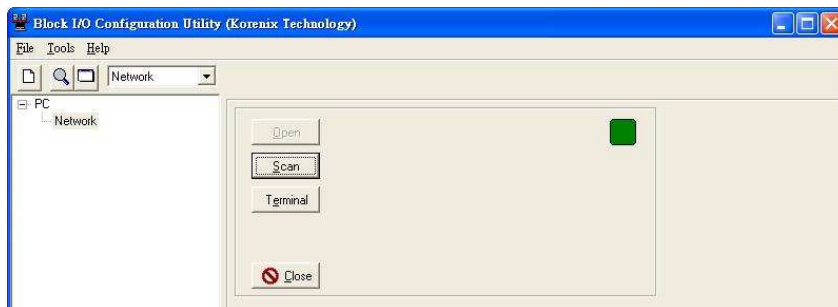 Block I/O Configuration Utility (Korenix Technology)
File Tools Help
Network
PC
Network
Open
Scan
Terminal
Close